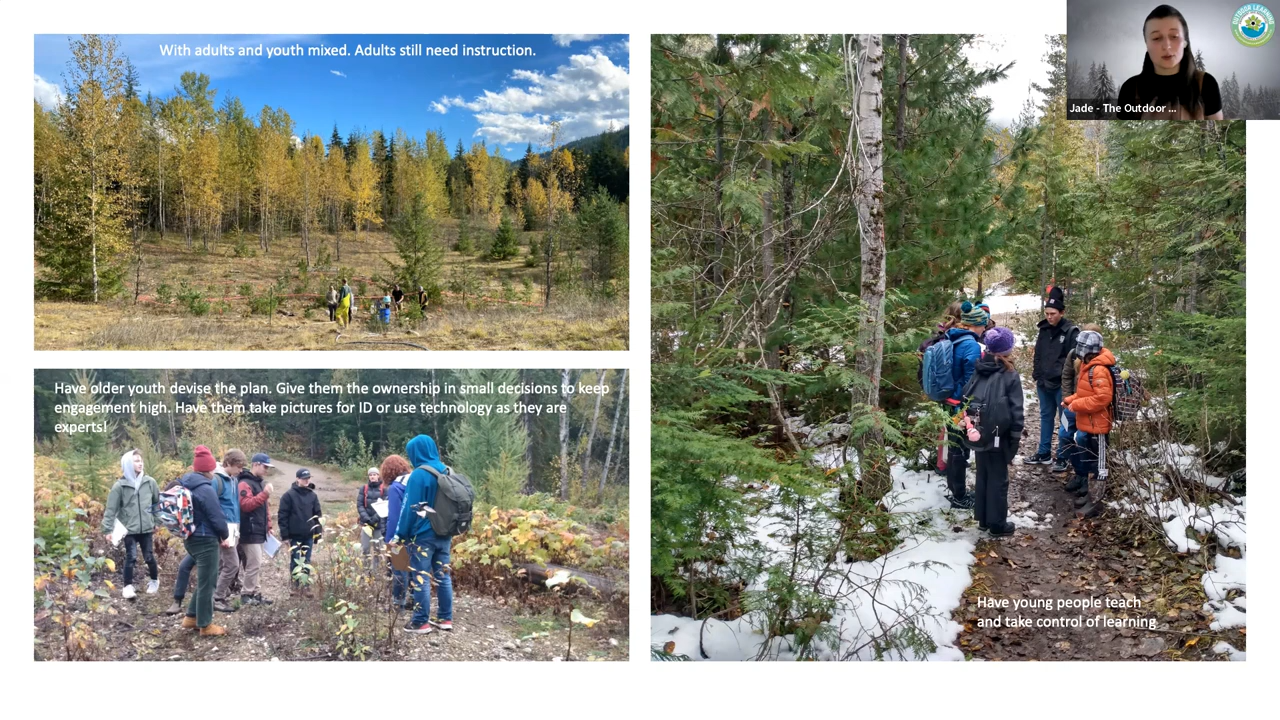 With adults and youth mixed. Adults still need instruction.
Have older youth devise the plan. Give them the ownership in small decisions to keep
engagement high. Have them take pictures for ID or use technology as they are
experts!
Have young people teach
and take control of learning
Jade - The Outdoor ...
OUTDOOR LEARNING